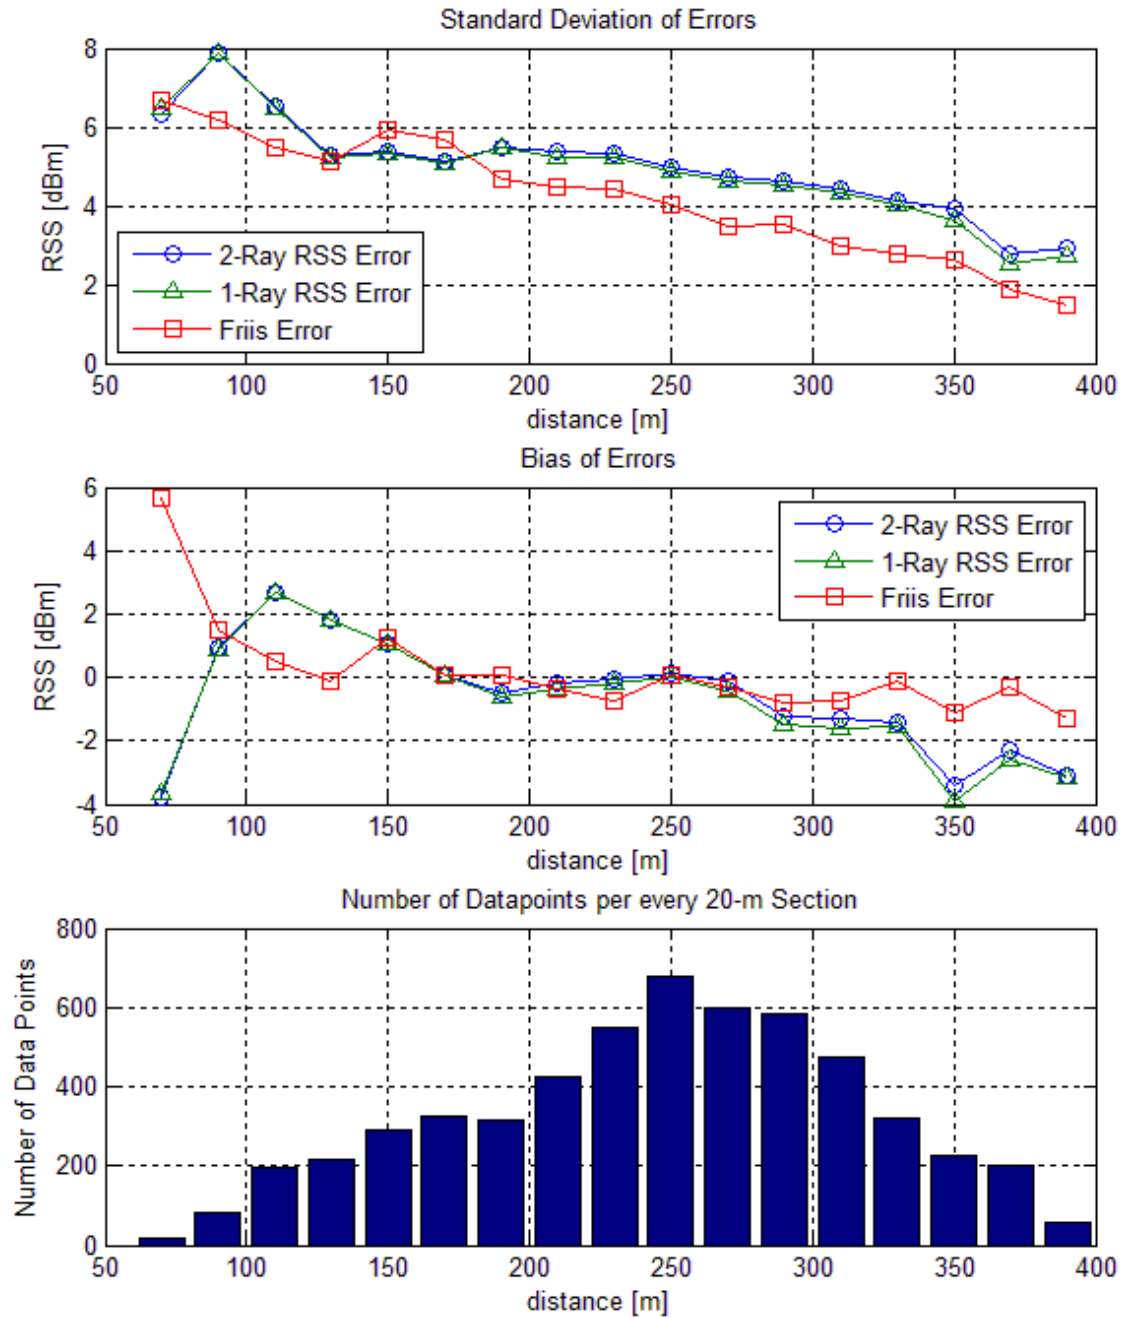 Standard Deviation of Errors
8
6
4
2
0
RSS [dBm]
2-Ray RSS Error
1-Ray RSS Error
Friis Error
50 100 150 200 250 300 350 400
distance [m]
Bias of Errors
6
4
2
0
-2
-4
RSS [dBm]
2-Ray RSS Error
1-Ray RSS Error
Friis Error
50 100 150 200 250 300 350 400
distance [m]
Number of Datapoints per every 20-m Section
800
600
400
200
0
Number of Data Points
50 100 150 200 250 300 350 400
distance [m]